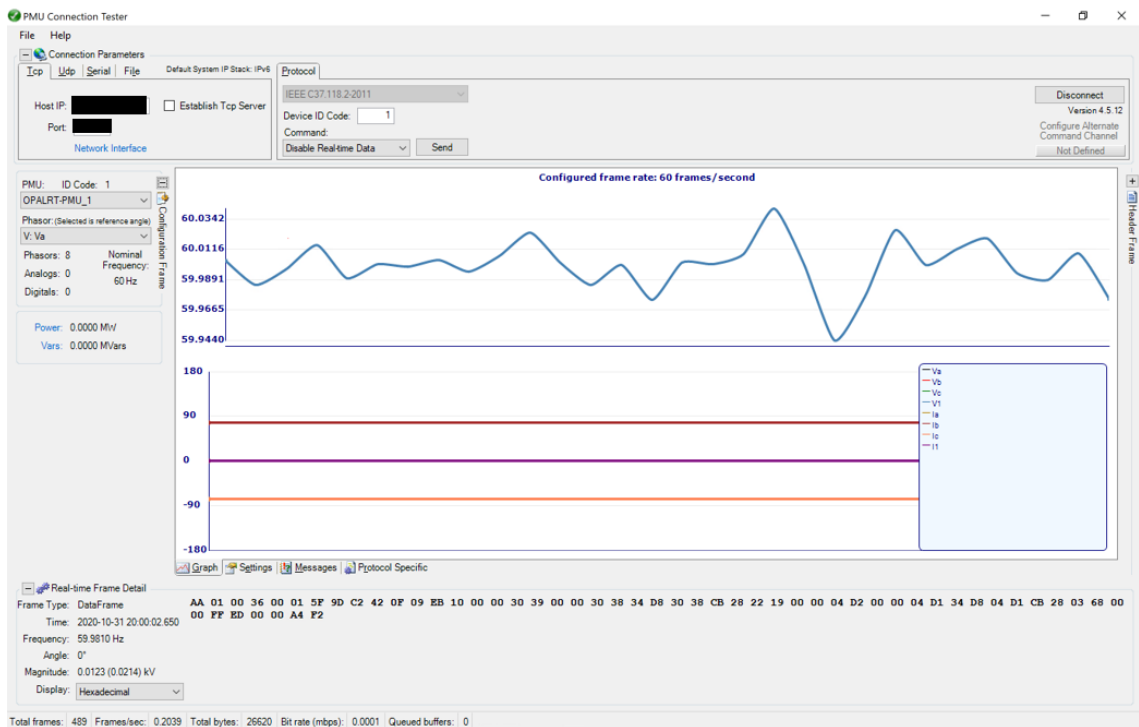 PMU Connection Tester
File Help
Connection Parameters
Tcp Udp Serial File Default System IP Stack: IPv6 Protocol
Host IP: Establish Tcp Server
Port:
Network Interface
IEEE C37.118.2-2011
Device ID Code: 1
Command:
Disable Real-time Data Send
Disconnect
Version 4.5.12
Configure Alternate
Command Channel
Not Defined
PMU: ID Code: 1
OPALRT-PMU_1
Phasor: (Selected is reference angle)
V: Va
Phasors: 8 Nominal
Frequency:
Analogs: 0
60 Hz
Digitals: 0
Power: 0.0000 MW
Vars: 0.0000 MVars
Configuration Frame
Configured frame rate: 60 frames/second
60.0342
60.0116
59.9891
59.9665
59.9440
180
90
0
-90
-180
Va
Vb
Vc
V1
Ia
Ib
Ic
I1
Header Frame
Graph Settings Messages Protocol Specific
Real-time Frame Detail
Frame Type: DataFrame
Time: 2020-10-31 20:00:02.650
Frequency: 59.9810 Hz
Angle: 0°
Magnitude: 0.0123 (0.0214) kV
Display: Hexadecimal
AA 01 00 36 00 01 5F 9D C2 42 0F 09 EB 10 00 00 30 39 00 00 30 38 34 D8 30 38 CB 28 22 19 00 00 04 D2 00 00 04 D1 34 D8 04 D1 CB 28 03 68 00
00 FF ED 00 00 A4 F2
Total frames: 489 Frames/sec: 0.2039 Total bytes: 26620 Bit rate (mbps): 0.0001 Queued buffers: 0